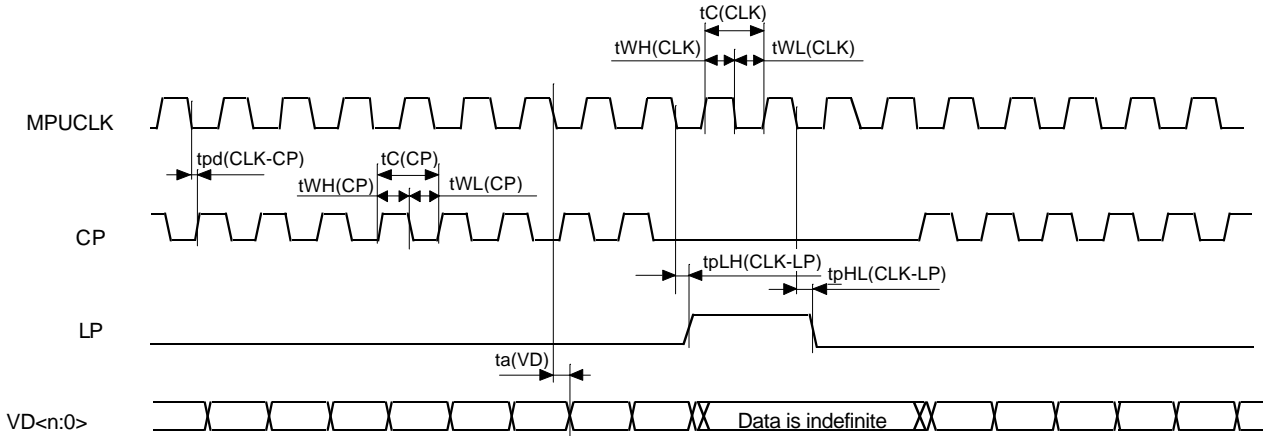 tC(CLK)
tWH(CLK) tWL(CLK)
MPUCLK
tpd(CLK-CP) tC(CP)
tWH(CP) tWL(CP)
CP
tpLH(CLK-LP)
tpHL(CLK-LP)
LP
ta(VD)
VD<n:0> Data is indefinite